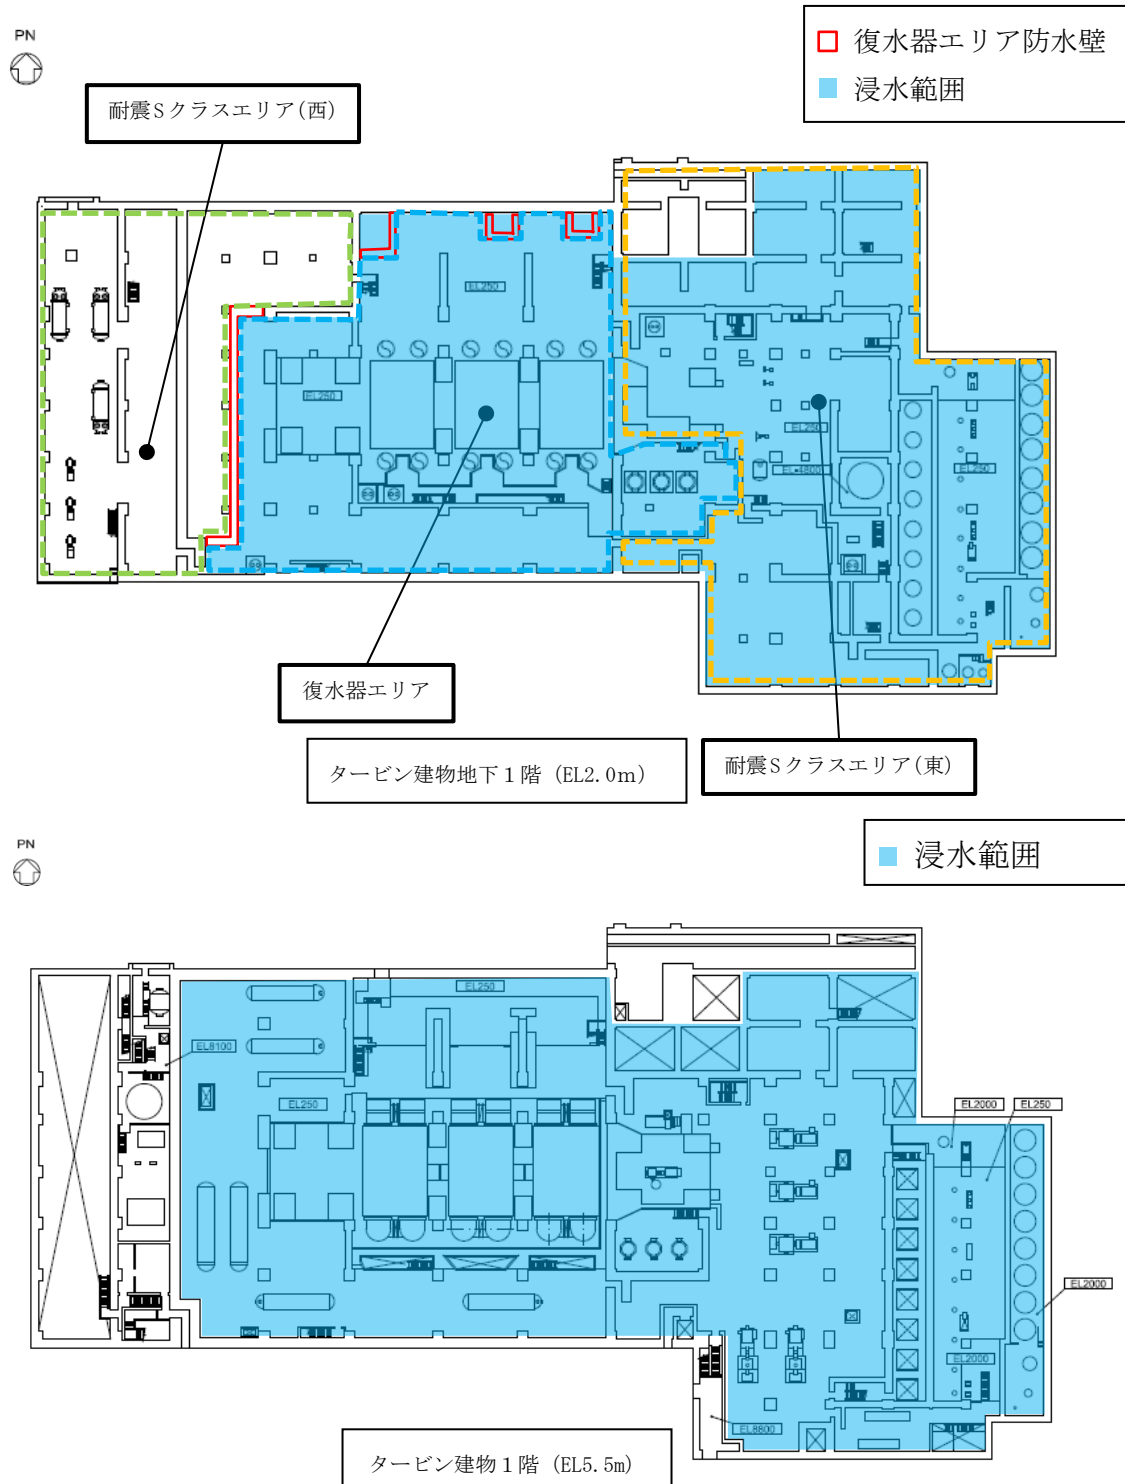 PN
復水器エリア防水壁
浸水範囲
耐震Sクラスエリア(西)
EL250
EL250
EL250
EL-4800
EL250
復水器エリア
耐震Sクラスエリア(東)
タービン建物地下１階（EL2.0m）
PN
浸水範囲
EL250
EL8100
EL250
EL2000
EL250
EL2000
EL2000
EL8800
タービン建物１階（EL5.5m）